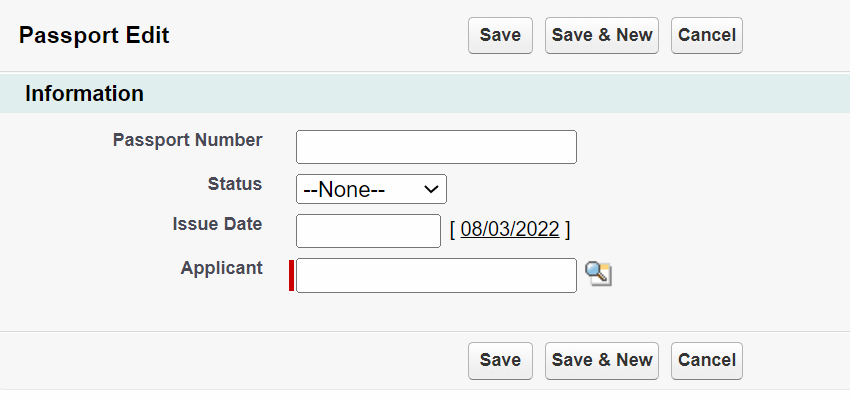 Passport Edit Save Save & New Cancel
Information
Passport Number
Status --None--
Issue Date [ 08/03/2022 ]
Applicant
Save Save & New Cancel